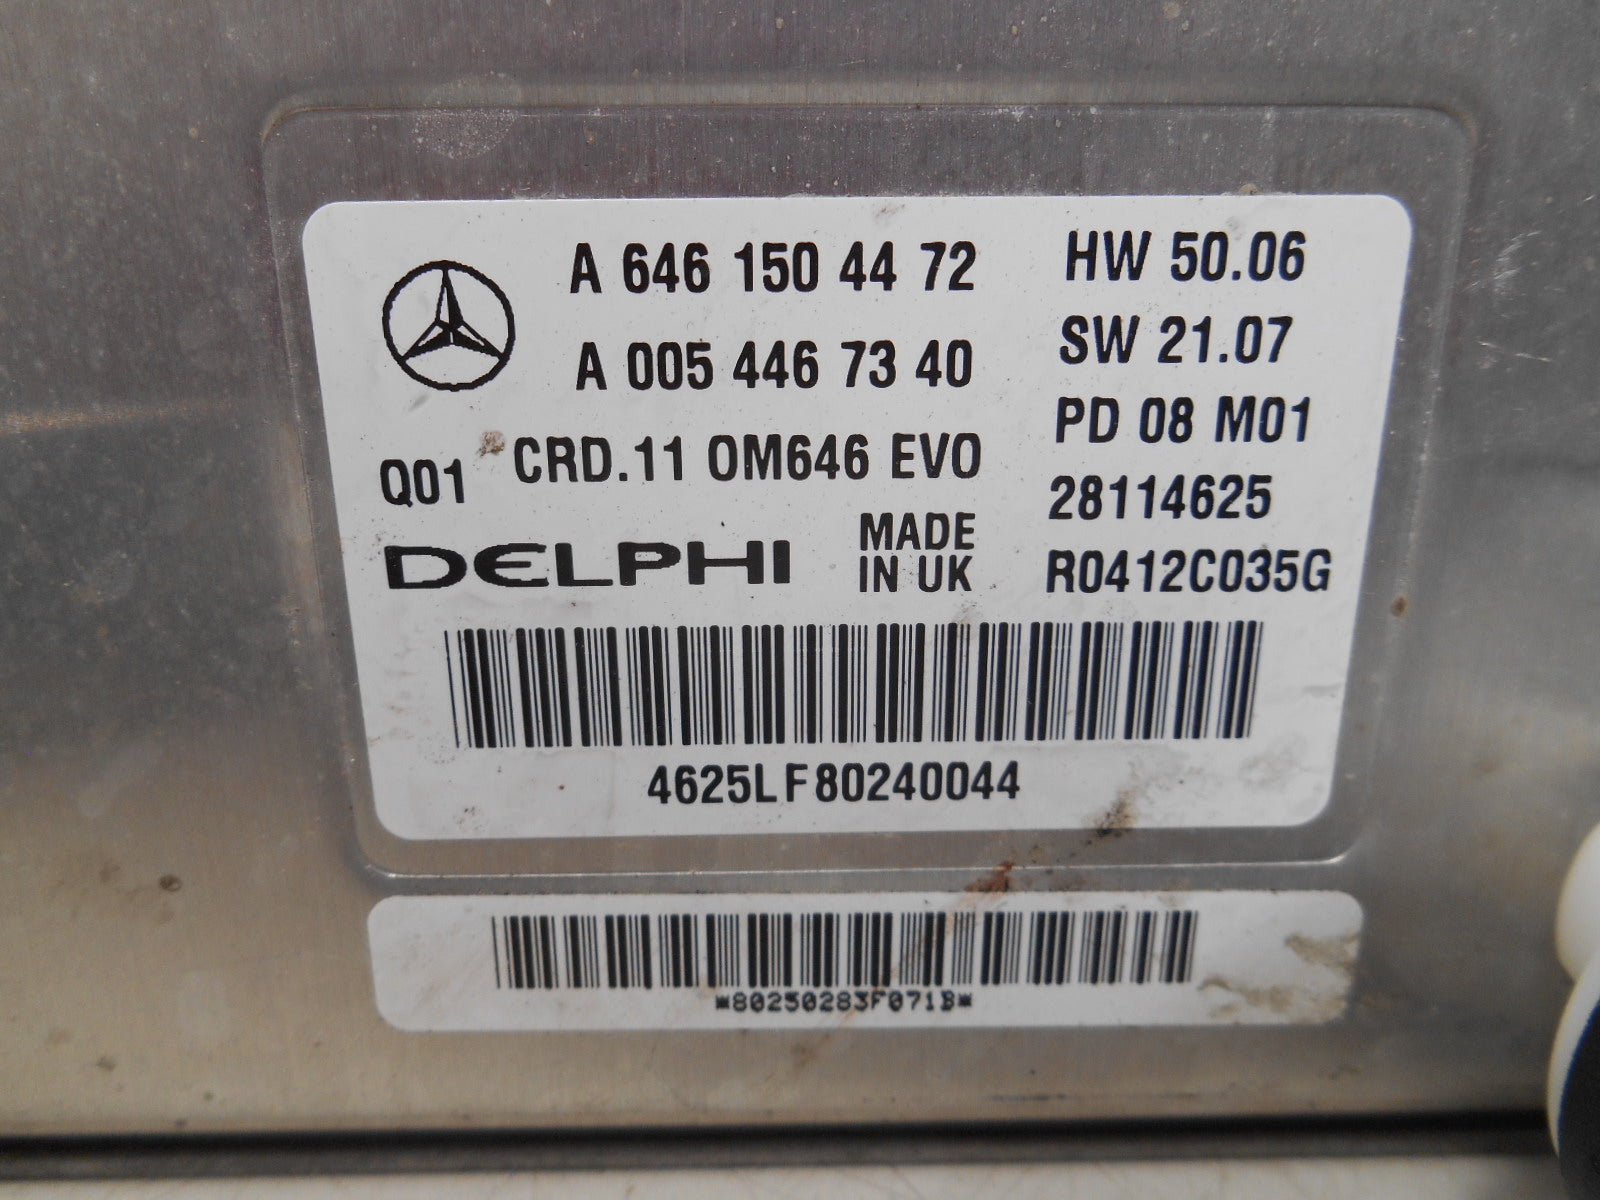 A 646 150 44 72
HW 50.06
A 005 446 73 40
SW 21.07
Q01 CRD.11 OM646 EVO
PD 08 M01
28114625
DELPHI
MADE
IN UK
R0412C035G
4625LF80240044
*80250283F071B*